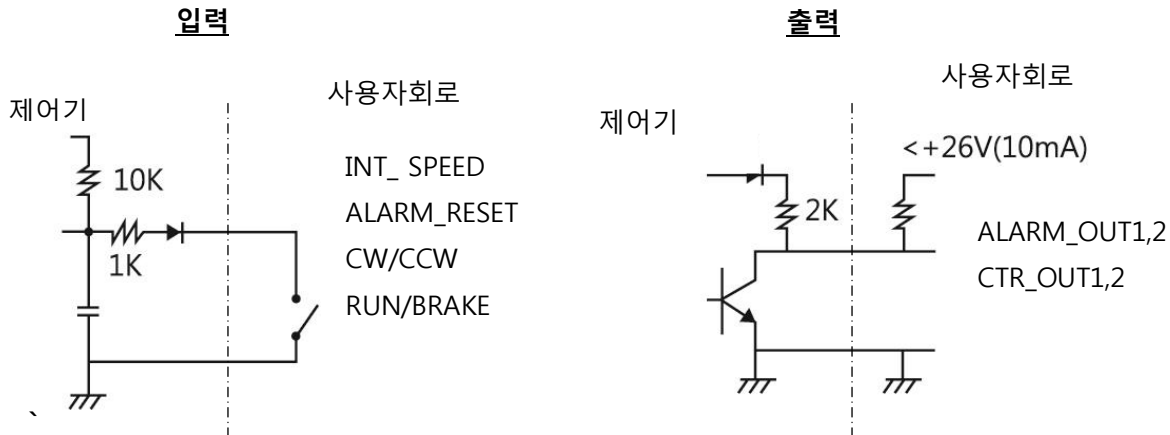 입력
제어기
사용자회로
10K
1K
INT_ SPEED
ALARM_RESET
CW/CCW
RUN/BRAKE
`
출력
제어기
사용자회로
<+26V(10mA)
2K
ALARM_OUT1,2
CTR_OUT1,2